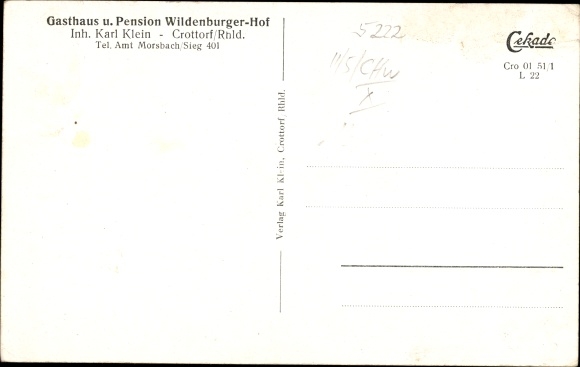 Gasthaus u. Pension Wildenburger-Hof
Inh. Karl Klein - Crottorf/Rhld.
Tel. Amt Morsbach/Sieg 401
Verlag Karl Klein, Crottorf Rhld.
5222
X
Cekade
Cro 01 51/1
L 22